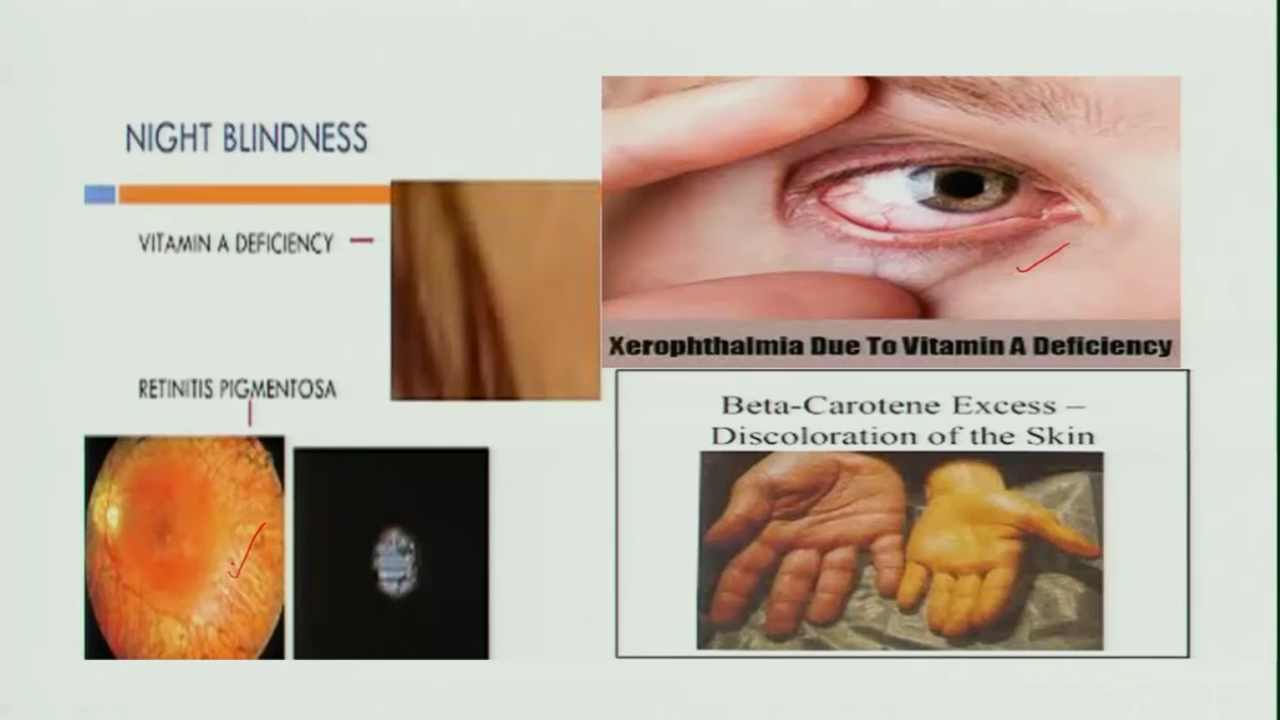 NIGHT BLINDNESS
VITAMIN A DEFICIENCY
RETINITIS PIGMENTOSA
Xerophthalmia Due To Vitamin A Deficiency
Beta-Carotene Excess –
Discoloration of the Skin